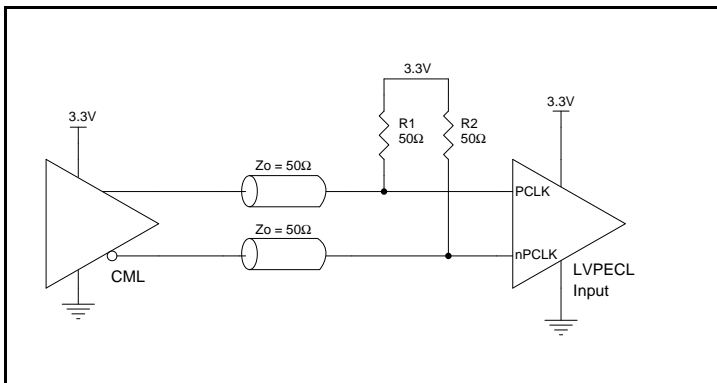 3.3V
3.3V
3.3V
R1
50Ω
R2
50Ω
Zo = 50Ω
PCLK
Zo = 50Ω
nPCLK
CML
LVPECL
Input